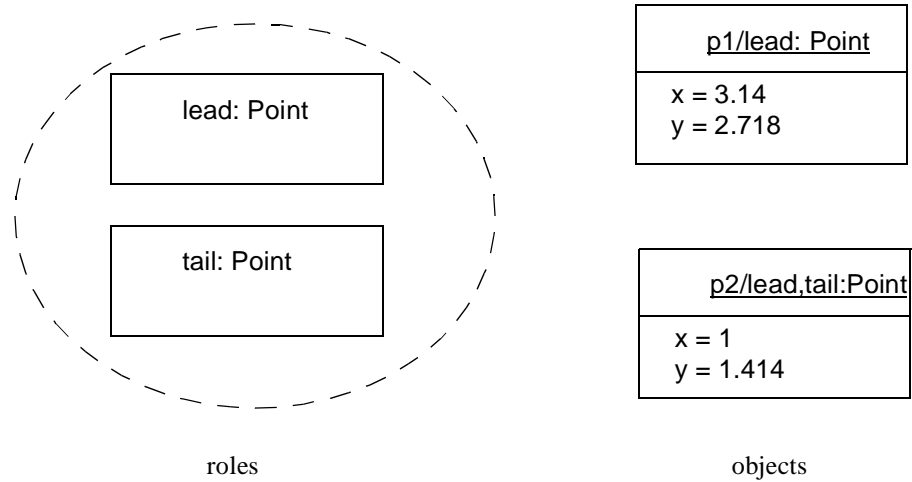 lead: Point
tail: Point
roles
p1/lead: Point
x = 3.14
y = 2.718
p2/lead,tail:Point
x = 1
y = 1.414
objects